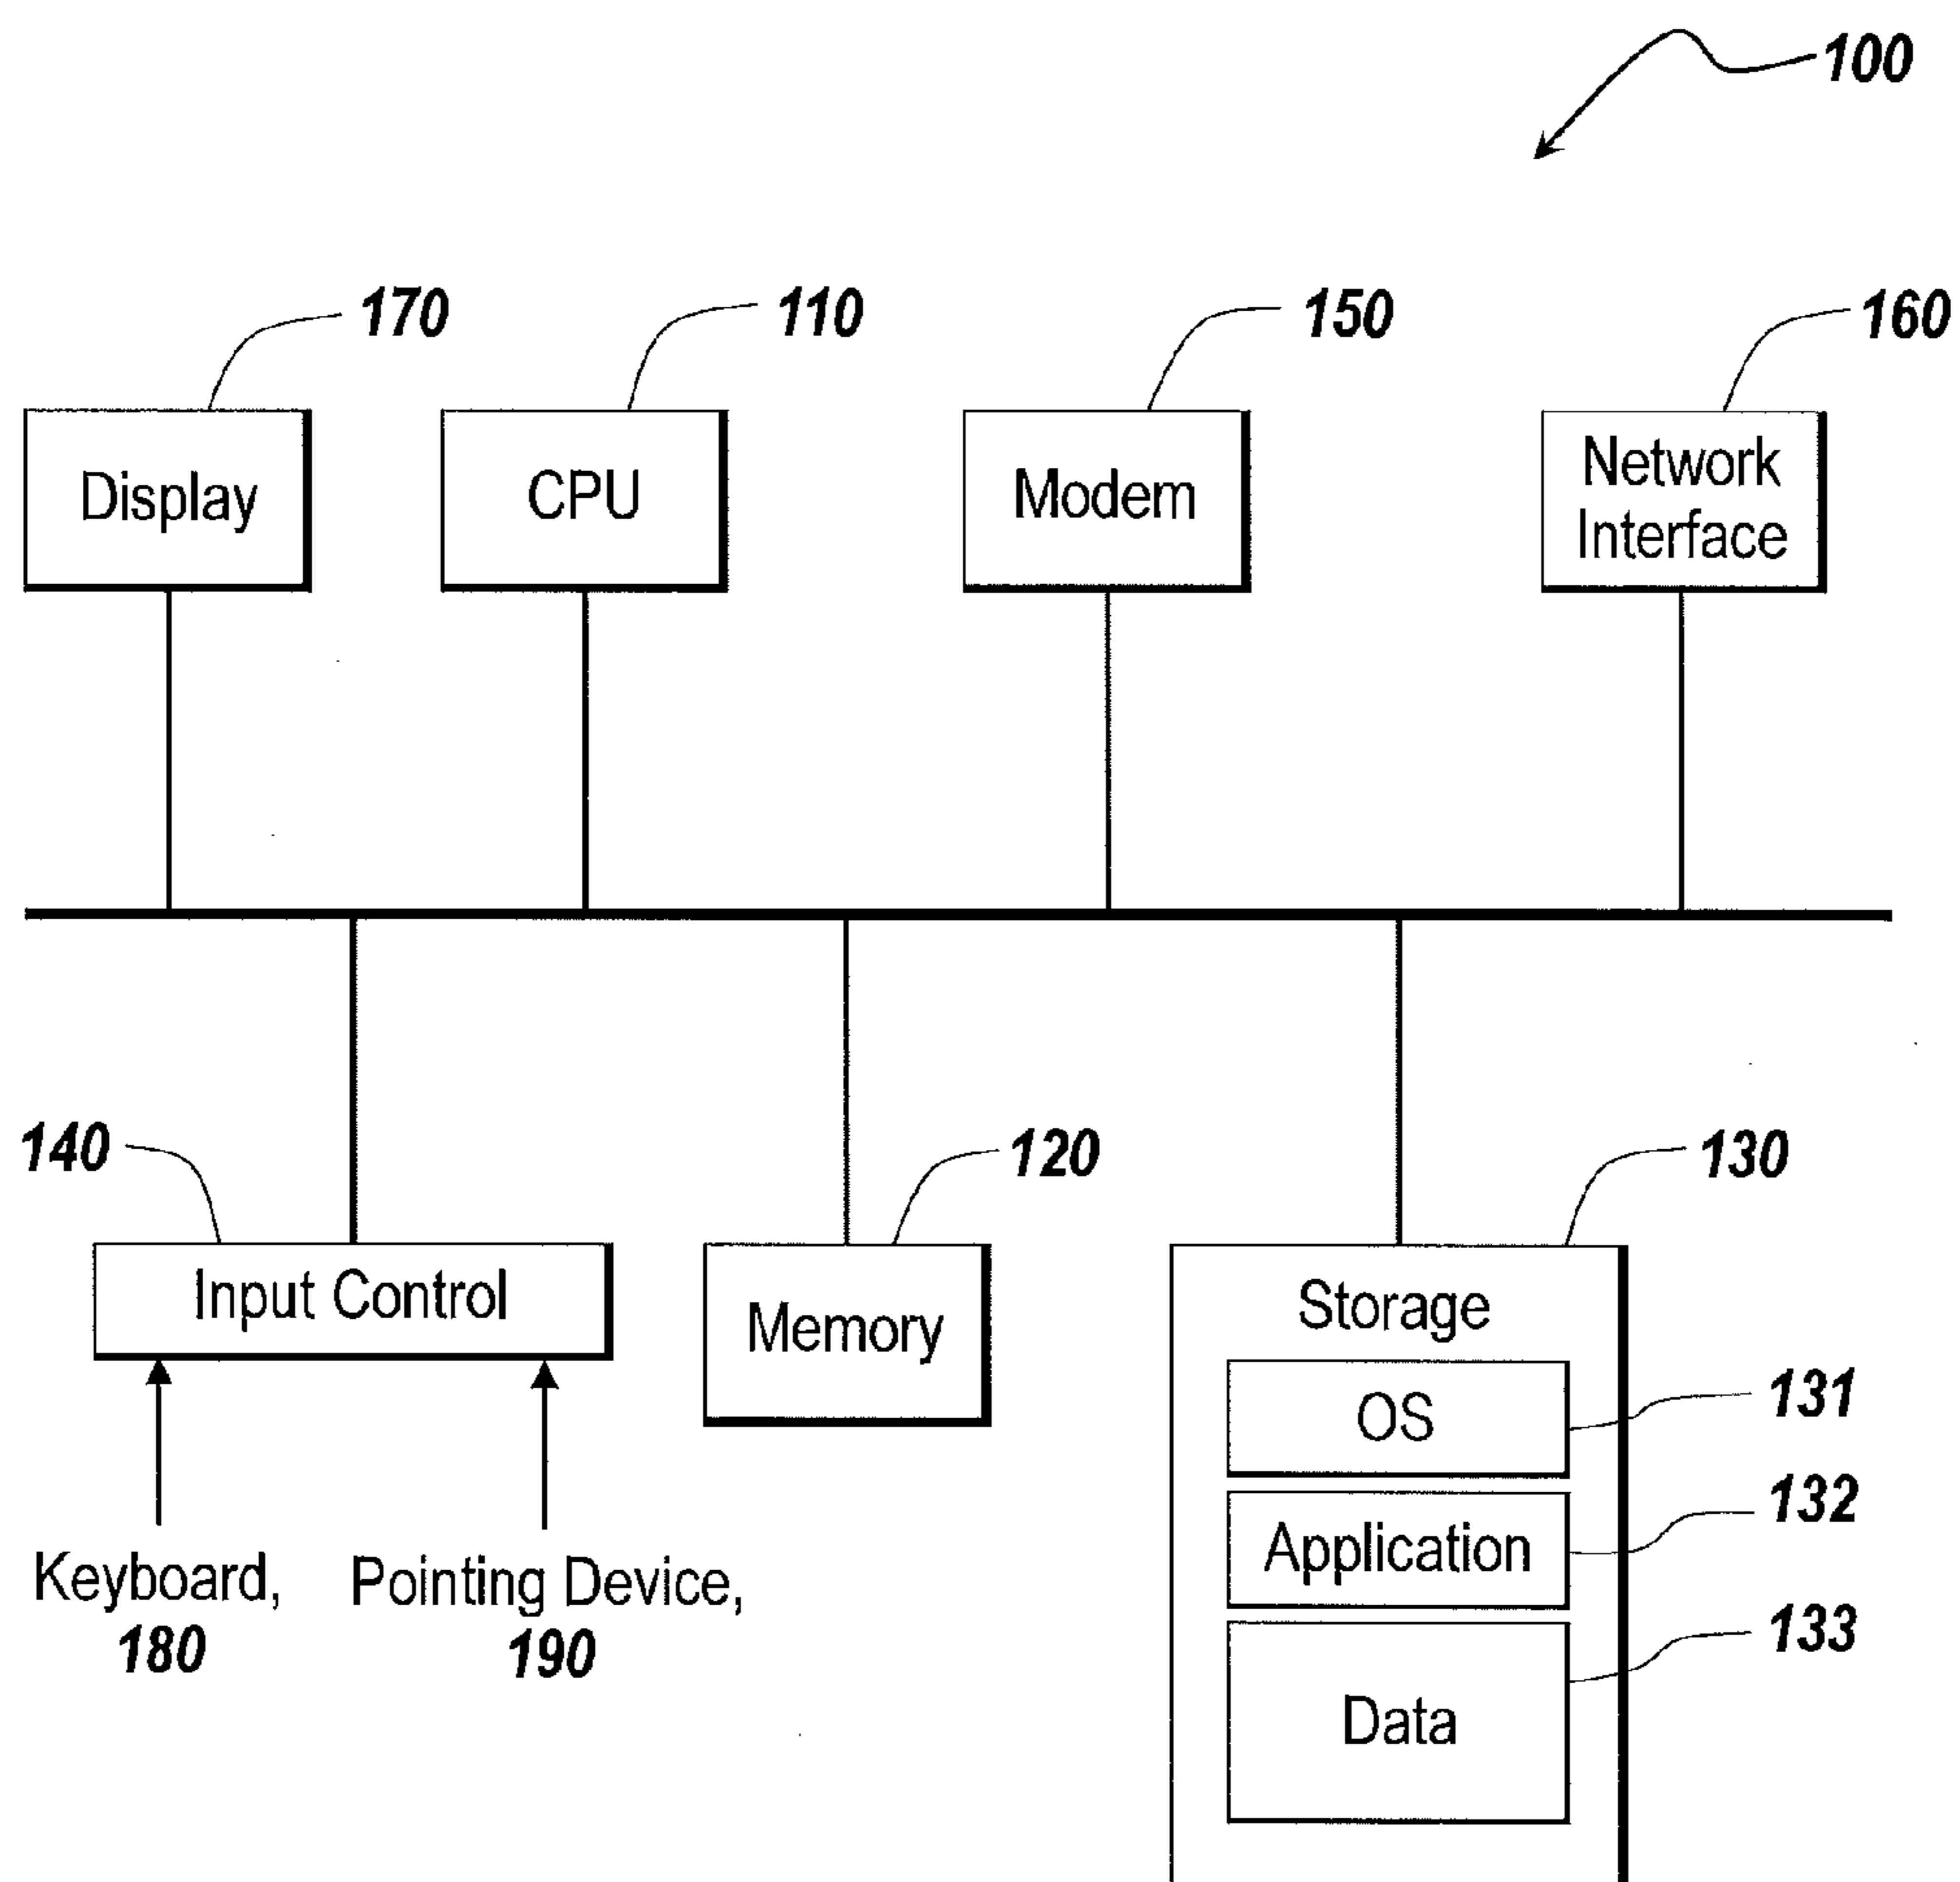 100
170
110
150
160
Display
CPU
Modem
Network
Interface
140
120
130
Input Control
Memory
Storage
OS
131
Application
132
Data
133
Keyboard,
180
Pointing Device,
190